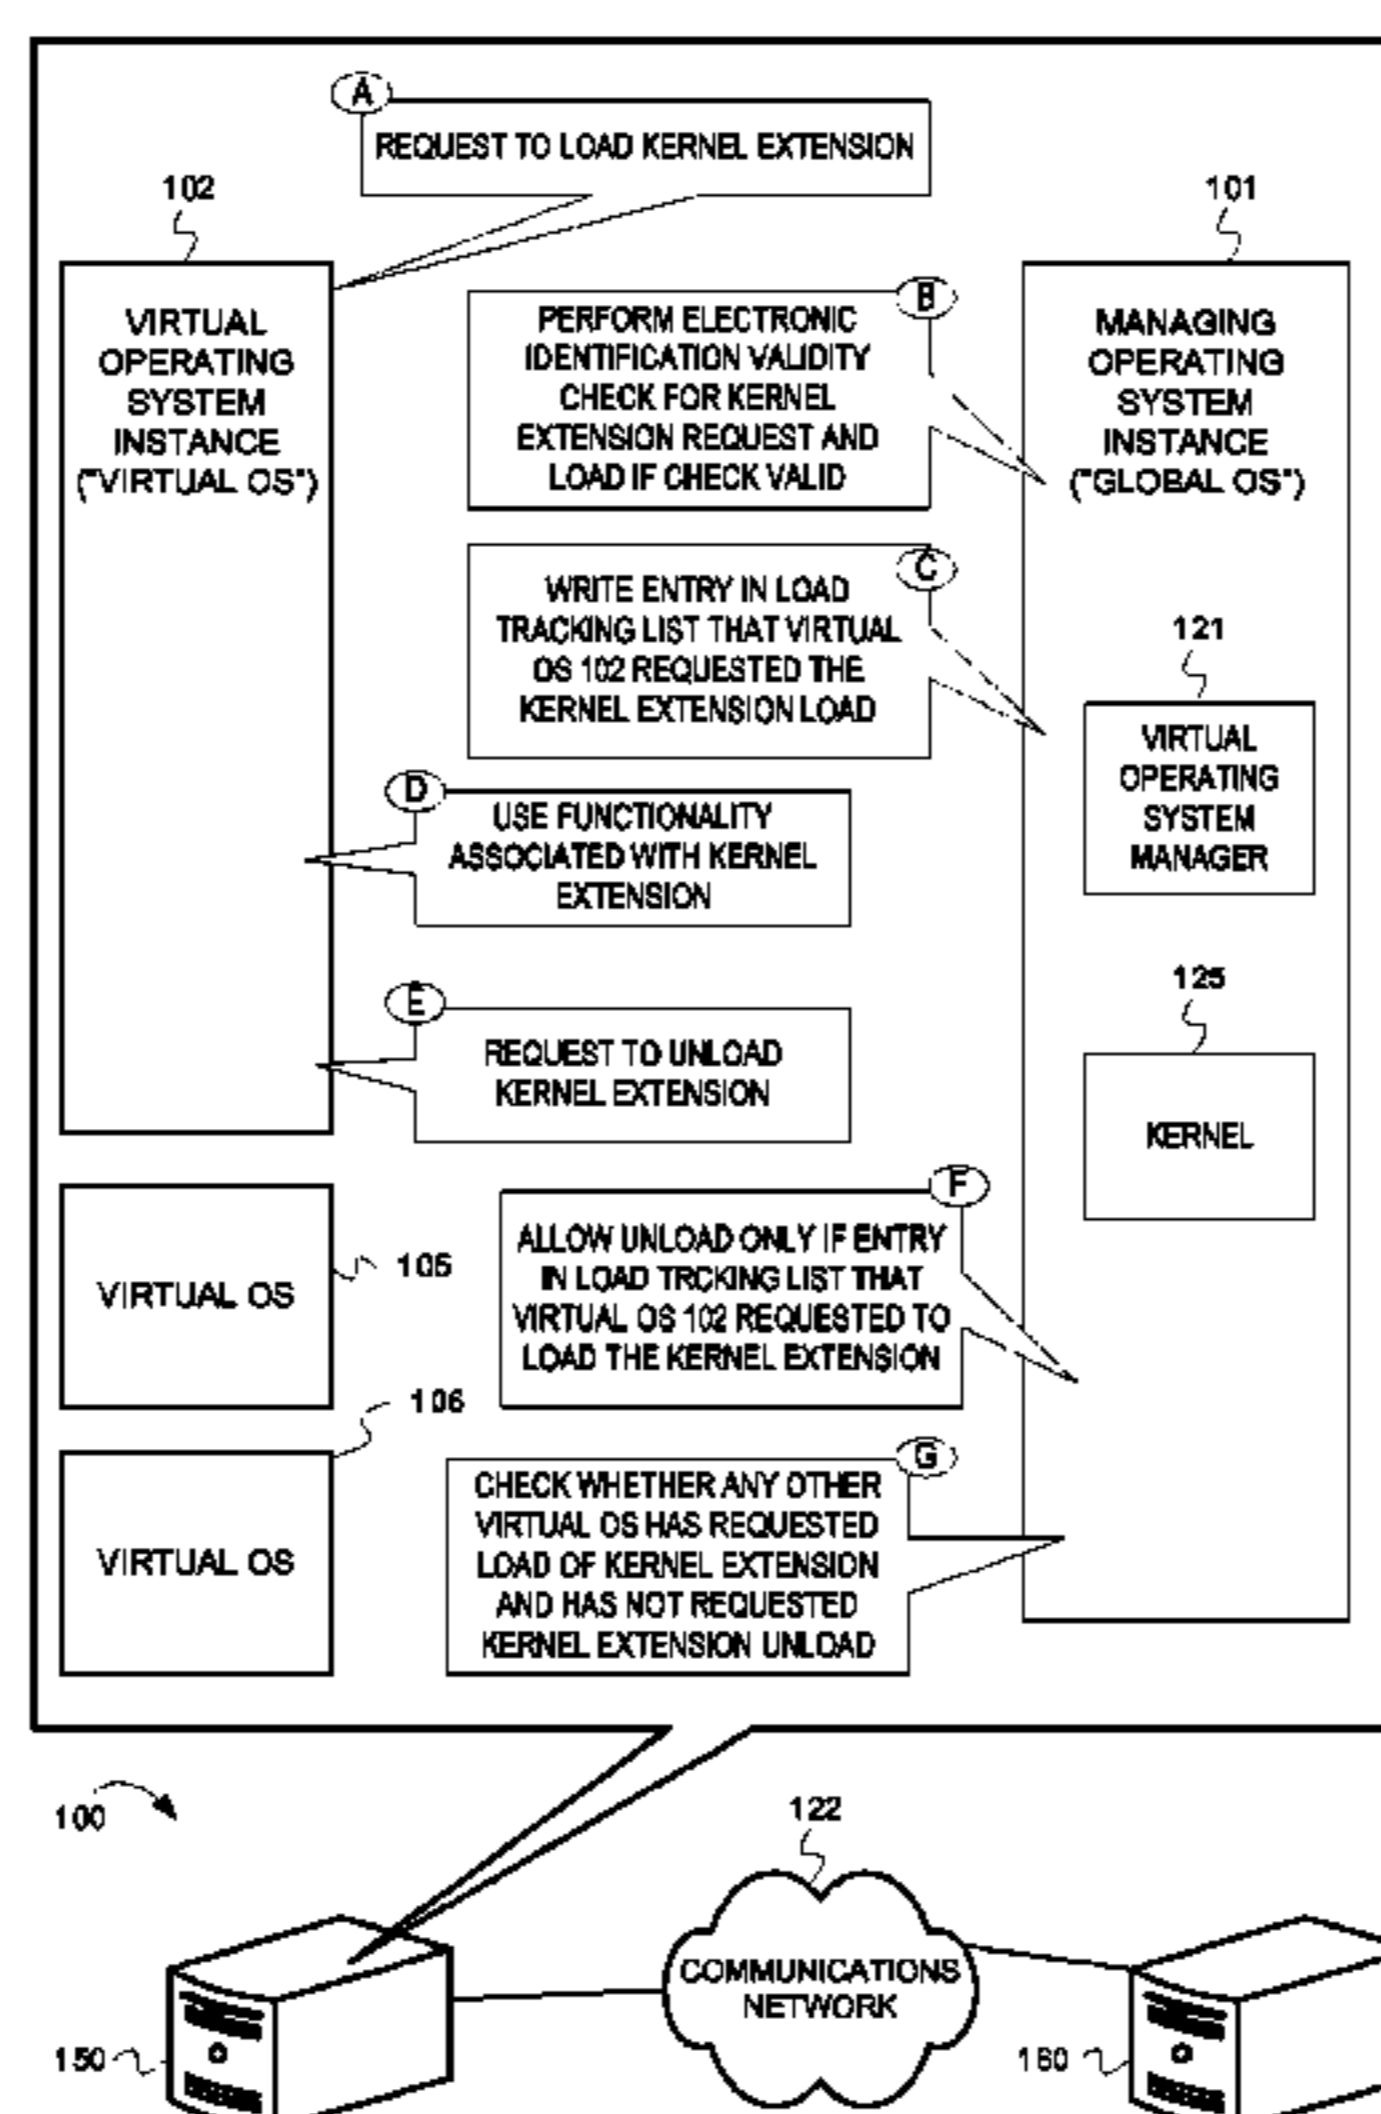 A
REQUEST TO LOAD KERNEL EXTENSION
102
101
VIRTUAL
OPERATING
SYSTEM
INSTANCE
("VIRTUAL OS")
B
PERFORM ELECTRONIC
IDENTIFICATION VALIDITY
CHECK FOR KERNEL
EXTENSION REQUEST AND
LOAD IF CHECK VALID
MANAGING
OPERATING
SYSTEM
INSTANCE
("GLOBAL OS")
C
WRITE ENTRY IN LOAD
TRACKING LIST THAT VIRTUAL
OS 102 REQUESTED THE
KERNEL EXTENSION LOAD
121
VIRTUAL
OPERATING
SYSTEM
MANAGER
D
USE FUNCTIONALITY
ASSOCIATED WITH KERNEL
EXTENSION
E
REQUEST TO UNLOAD
KERNEL EXTENSION
125
KERNEL
VIRTUAL OS
105
F
ALLOW UNLOAD ONLY IF ENTRY
IN LOAD TRCKING LIST THAT
VIRTUAL OS 102 REQUESTED TO
LOAD THE KERNEL EXTENSION
106
VIRTUAL OS
G
CHECK WHETHER ANY OTHER
VIRTUAL OS HAS REQUESTED
LOAD OF KERNEL EXTENSION
AND HAS NOT REQUESTED
KERNEL EXTENSION UNLOAD
100
122
COMMUNICATIONS
NETWORK
150
160